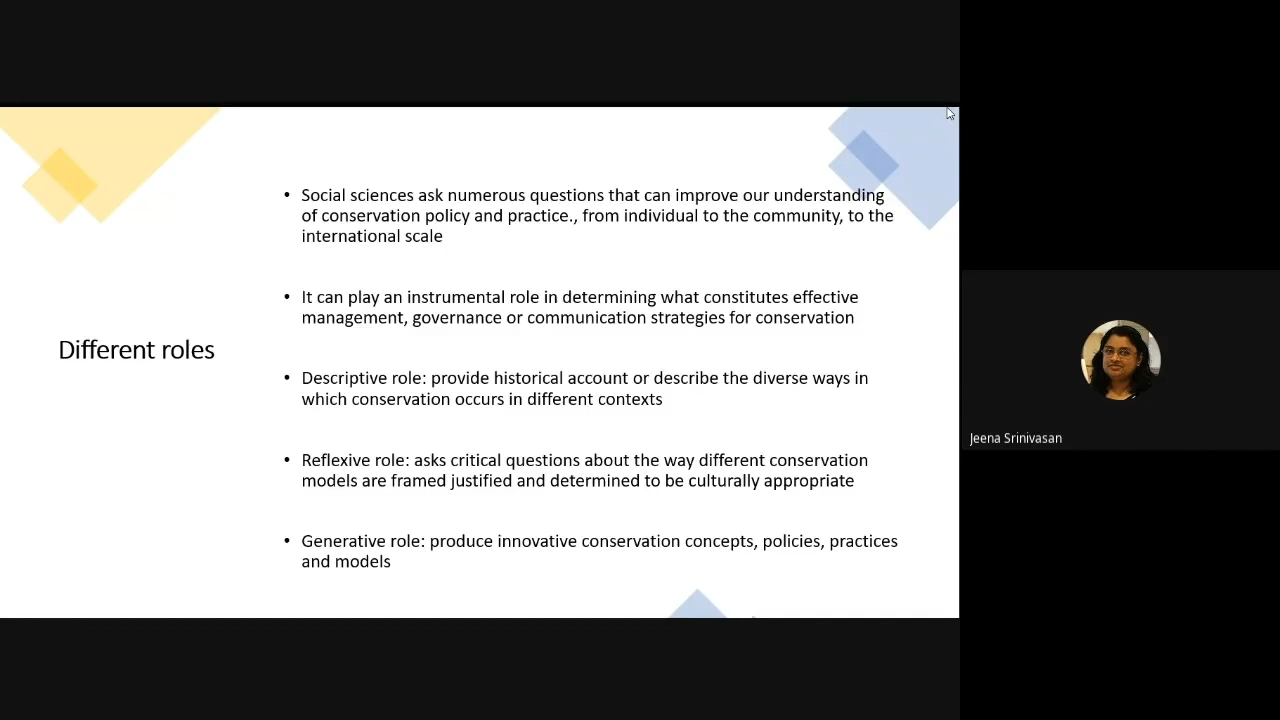 Different roles
• Social sciences ask numerous questions that can improve our understanding
of conservation policy and practice., from individual to the community, to the
international scale
• It can play an instrumental role in determining what constitutes effective
management, governance or communication strategies for conservation
• Descriptive role: provide historical account or describe the diverse ways in
which conservation occurs in different contexts
• Reflexive role: asks critical questions about the way different conservation
models are framed justified and determined to be culturally appropriate
• Generative role: produce innovative conservation concepts, policies, practices
and models
Jeena Srinivasan